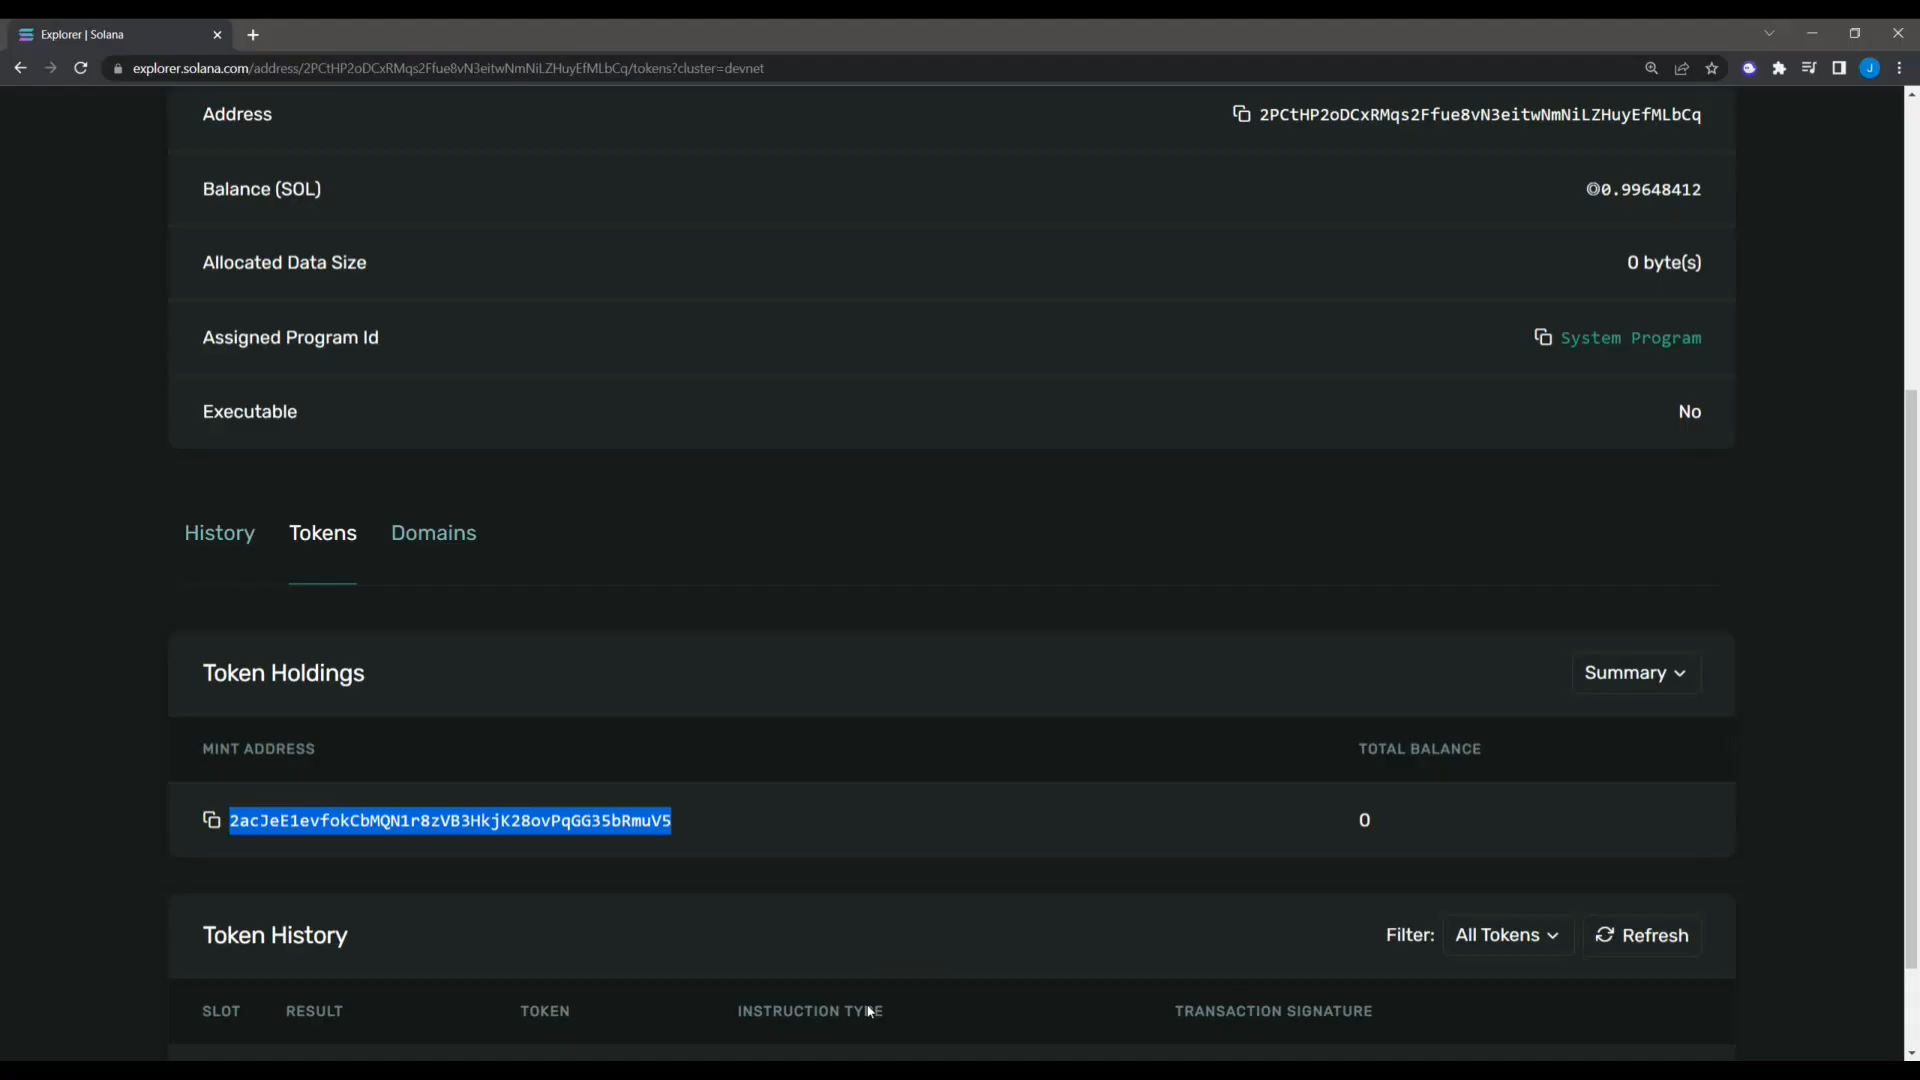 Explorer | Solana
explorer.solana.com/address/2PCtHP2oDCxRMqs2Ffue8vN3eitwNmNiLZHuyEfMLbCq/tokens?cluster=devnet
J
Address 2PCtHP2oDCxRMqs2Ffue8vN3eitwNmNiLZHuyEfMLbCq
Balance (SOL) ◎0.99648412
Allocated Data Size 0 byte(s)
Assigned Program Id System Program
Executable No
History Tokens Domains
Token Holdings Summary
MINT ADDRESS TOTAL BALANCE
2acJeE1evfokCbMQN1r8zVB3HkjK28ovPqGG35bRmuV5 0
Token History Filter: All Tokens Refresh
SLOT RESULT TOKEN INSTRUCTION TYPE TRANSACTION SIGNATURE